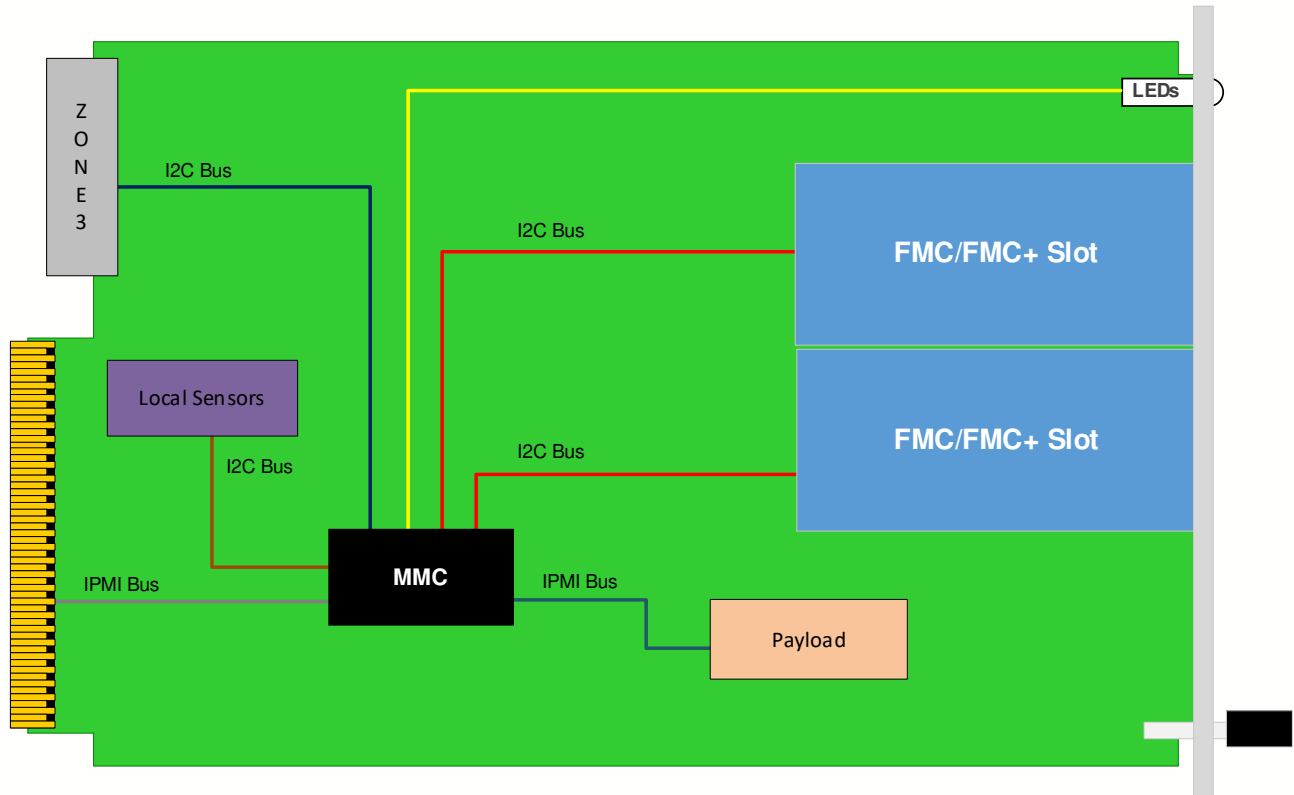 LEDs
Z
O
N
E
3
I2C Bus
I2C Bus
FMC/FMC+ Slot
Local Sensors
I2C Bus
I2C Bus
FMC/FMC+ Slot
IPMI Bus
MMC
IPMI Bus
Payload